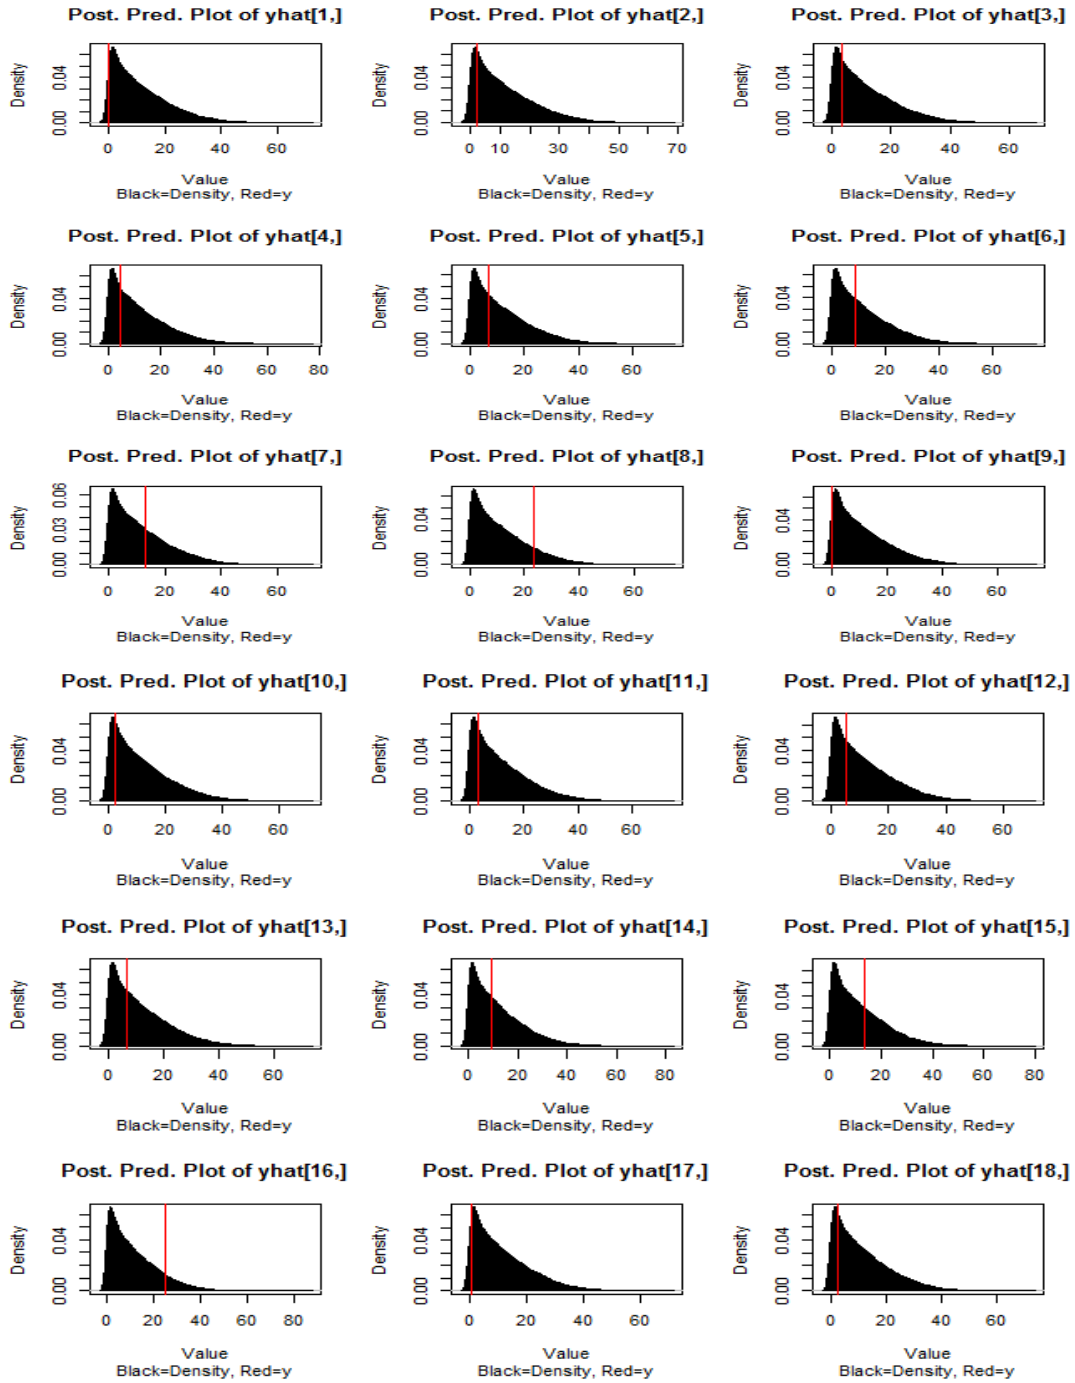 Post. Pred. Plot of yhat[1,]
Density
0.00 0.04
0 20 40 60
Value
Black=Density, Red=y
Post. Pred. Plot of yhat[2,]
Density
0.00 0.04
0 10 30 50 70
Value
Black=Density, Red=y
Post. Pred. Plot of yhat[3,]
Density
0.00 0.04
0 20 40 60
Value
Black=Density, Red=y
Post. Pred. Plot of yhat[4,]
Density
0.00 0.04
0 20 40 60 80
Value
Black=Density, Red=y
Post. Pred. Plot of yhat[5,]
Density
0.00 0.04
0 20 40 60
Value
Black=Density, Red=y
Post. Pred. Plot of yhat[6,]
Density
0.00 0.04
0 20 40 60
Value
Black=Density, Red=y
Post. Pred. Plot of yhat[7,]
Density
0.00 0.03 0.06
0 20 40 60
Value
Black=Density, Red=y
Post. Pred. Plot of yhat[8,]
Density
0.00 0.04
0 20 40 60
Value
Black=Density, Red=y
Post. Pred. Plot of yhat[9,]
Density
0.00 0.04
0 20 40 60
Value
Black=Density, Red=y
Post. Pred. Plot of yhat[10,]
Density
0.00 0.04
0 20 40 60
Value
Black=Density, Red=y
Post. Pred. Plot of yhat[11,]
Density
0.00 0.04
0 20 40 60
Value
Black=Density, Red=y
Post. Pred. Plot of yhat[12,]
Density
0.00 0.04
0 20 40 60
Value
Black=Density, Red=y
Post. Pred. Plot of yhat[13,]
Density
0.00 0.04
0 20 40 60
Value
Black=Density, Red=y
Post. Pred. Plot of yhat[14,]
Density
0.00 0.04
0 20 40 60 80
Value
Black=Density, Red=y
Post. Pred. Plot of yhat[15,]
Density
0.00 0.04
0 20 40 60 80
Value
Black=Density, Red=y
Post. Pred. Plot of yhat[16,]
Density
0.00 0.04
0 20 40 60 80
Value
Black=Density, Red=y
Post. Pred. Plot of yhat[17,]
Density
0.00 0.04
0 20 40 60
Value
Black=Density, Red=y
Post. Pred. Plot of yhat[18,]
Density
0.00 0.04
0 20 40 60
Value
Black=Density, Red=y